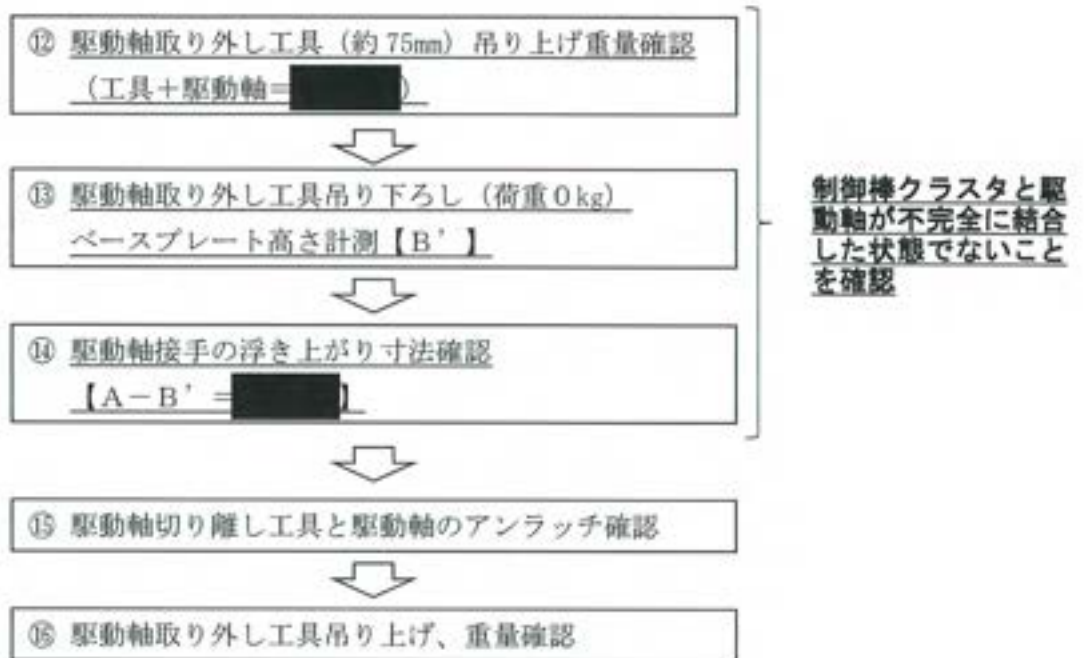 ⑫ 駆動軸取り外し工具(約75mm)吊り上げ重量確認
(工具+駆動軸= )
⑬ 駆動軸取り外し工具吊り下ろし(荷重0kg)
ベースプレート高さ計測【B’】
⑭ 駆動軸接手の浮き上がり寸法確認
【A-B’= 】
制御棒クラスタと駆
動軸が不完全に結合
した状態でないこと
を確認
⑮ 駆動軸切り離し工具と駆動軸のアンラッチ確認
⑯ 駆動軸取り外し工具吊り上げ、重量確認